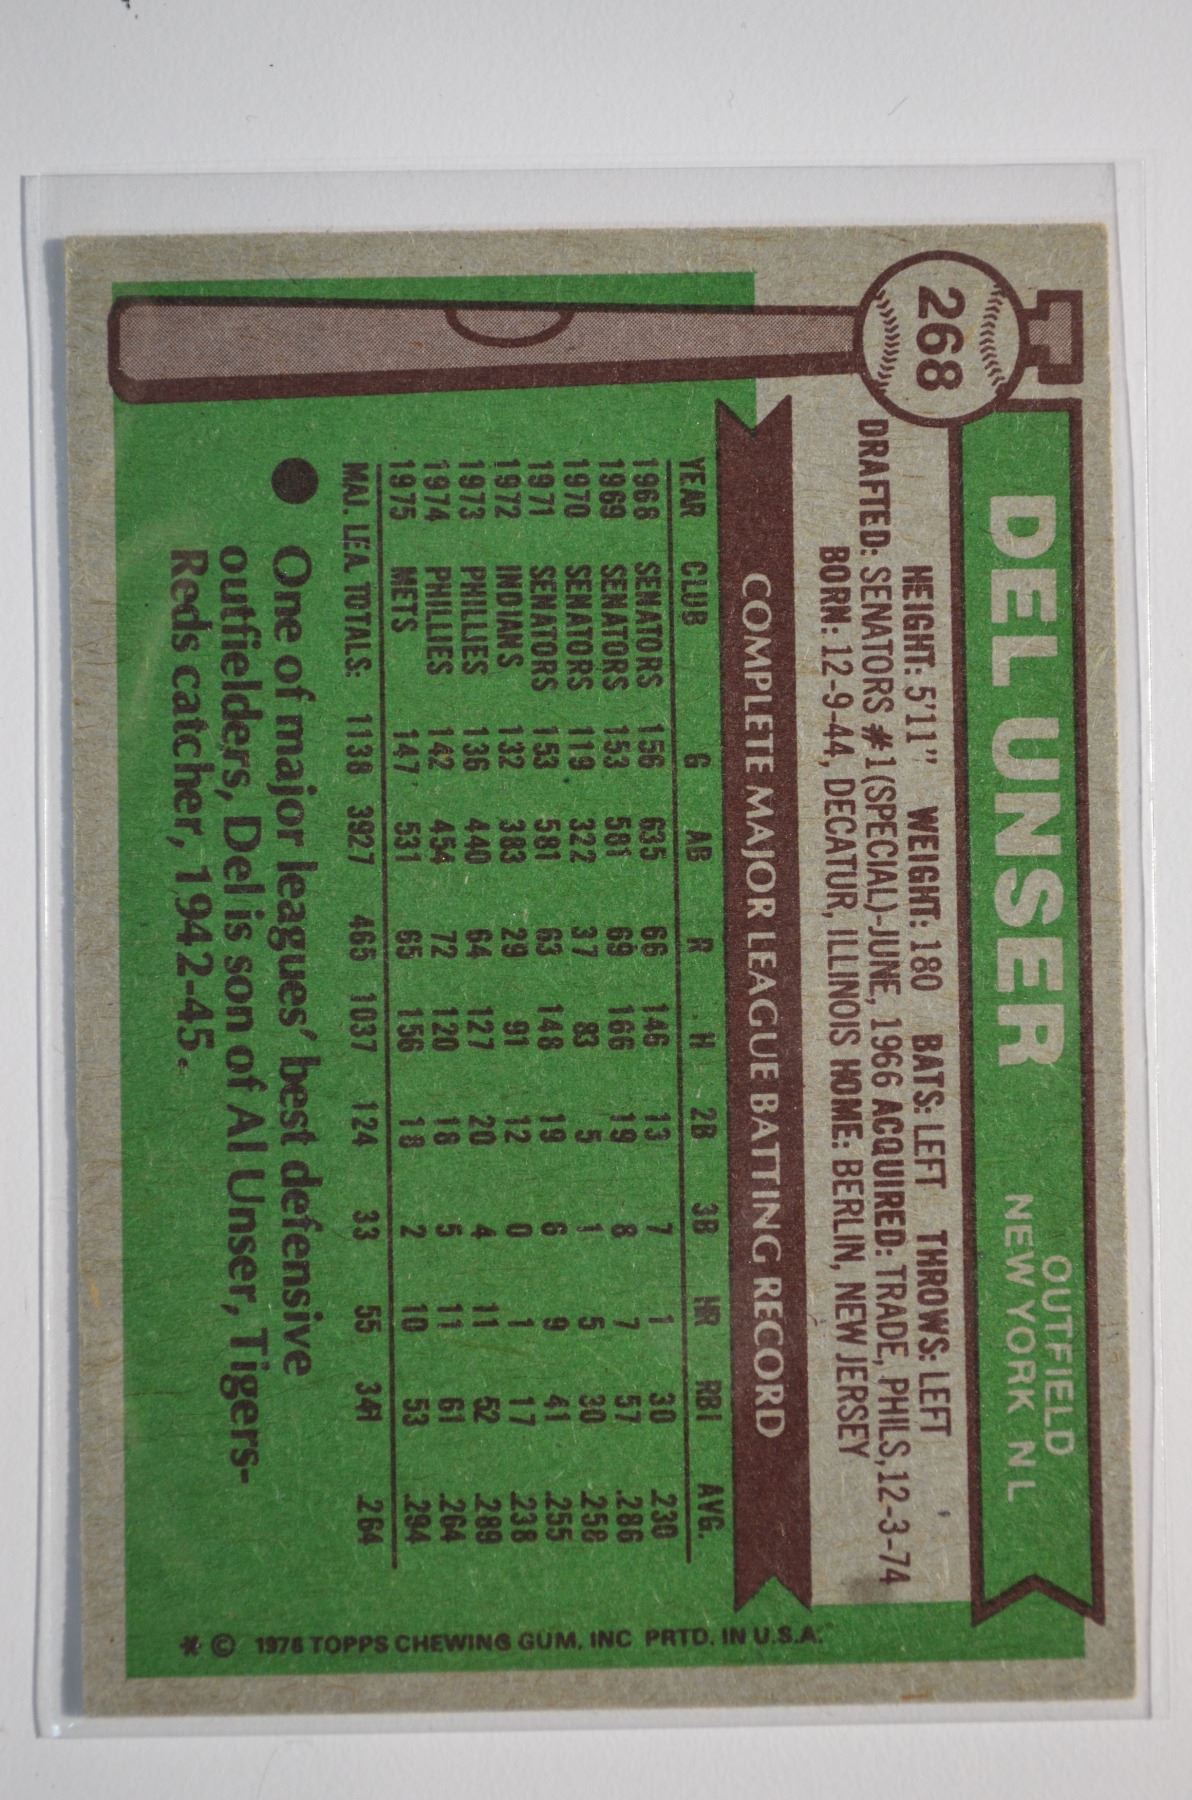 268
DEL UNSER
OUTFIELD
NEW YORK NL
HEIGHT: 5'11" WEIGHT: 180 BATS: LEFT THROWS: LEFT
DRAFTED: SENATORS #1(SPECIAL)-JUNE, 1966 ACQUIRED: TRADE, PHILS, 12-3-74
BORN: 12-9-44, DECATUR, ILLINOIS HOME: BERLIN, NEW JERSEY
COMPLETE MAJOR LEAGUE BATTING RECORD
YEAR CLUB G AB R H 2B 3B HR RBI AVG.
1968 SENATORS 156 635 66 146 13 7 1 30 .230
1969 SENATORS 153 581 69 166 19 8 7 57 .286
1970 SENATORS 119 322 37 83 5 1 5 30 .258
1971 SENATORS 153 581 63 148 19 6 9 41 .255
1972 INDIANS 132 383 29 91 12 0 1 17 .238
1973 PHILLIES 136 440 64 127 20 4 11 52 .289
1974 PHILLIES 142 454 72 120 18 5 11 61 .264
1975 METS 147 531 65 156 18 2 10 53 .294
MAJ. LEA. TOTALS: 1138 3927 465 1037 124 33 55 341 .264
● One of major leagues' best defensive
outfielders, Del is son of Al Unser, Tigers-
Reds catcher, 1942-45.
* © 1976 TOPPS CHEWING GUM, INC PRTD. IN U.S.A.